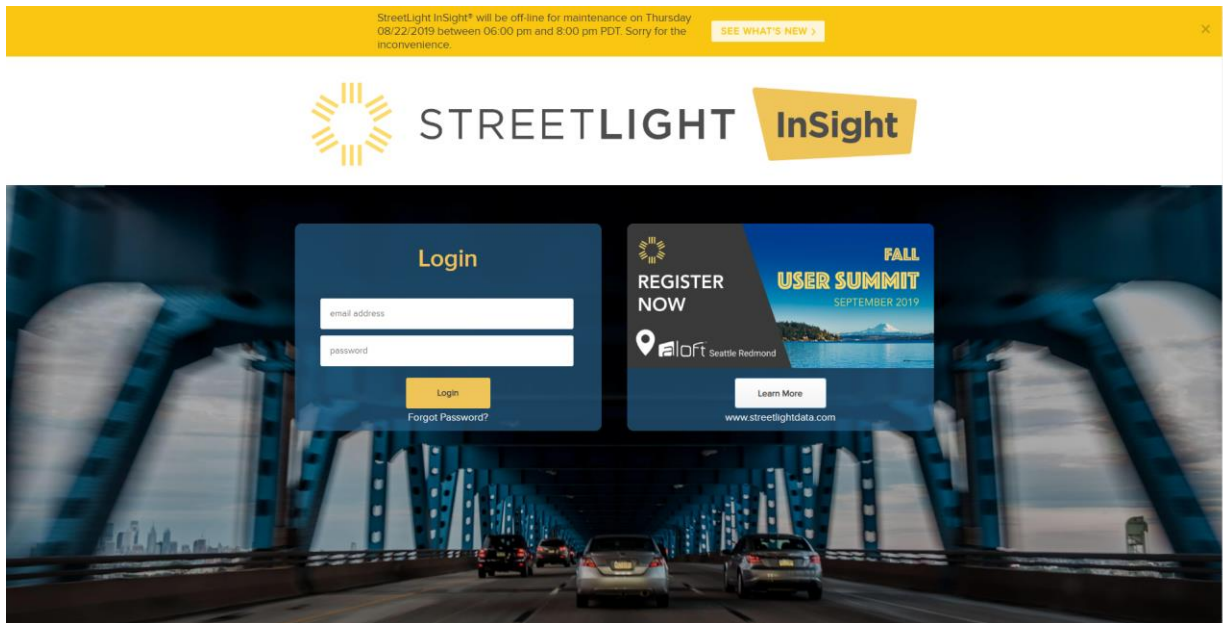 StreetLight InSight® will be off-line for maintenance on Thursday
08/22/2019 between 06:00 pm and 8:00 pm PDT. Sorry for the
inconvenience.
SEE WHAT'S NEW >
×
STREETLIGHT InSight
Login
email address
password
Login
Forgot Password?
REGISTER
NOW
aloft Seattle Redmond
FALL
USER SUMMIT
SEPTEMBER 2019
Learn More
www.streetlightdata.com